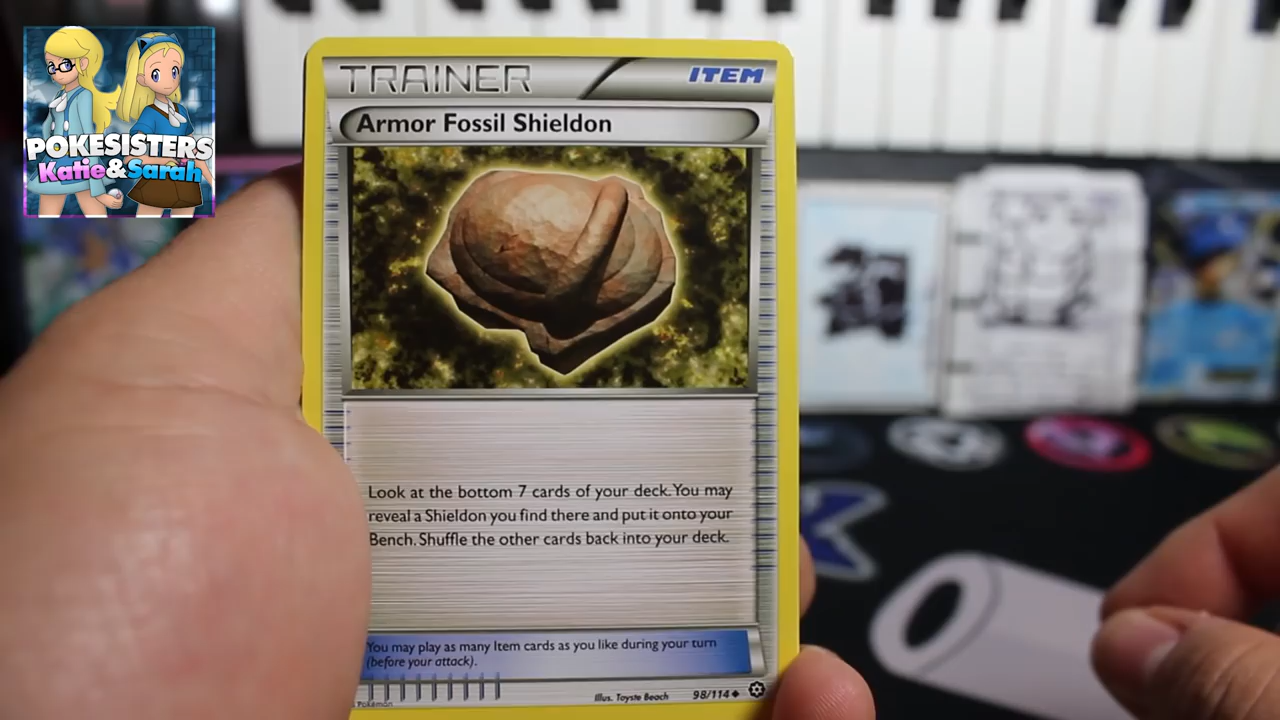 POKESISTERS
Katie&Sarah
TRAINER
ITEM
Armor Fossil Shieldon
Look at the bottom 7 cards of your deck. You may
reveal a Shieldon you find there and put it onto your
Bench. Shuffle the other cards back into your deck.
You may play as many Item cards as you like during your turn
(before your attack).
Illus. Toyste Beach
98/114
Pokémon